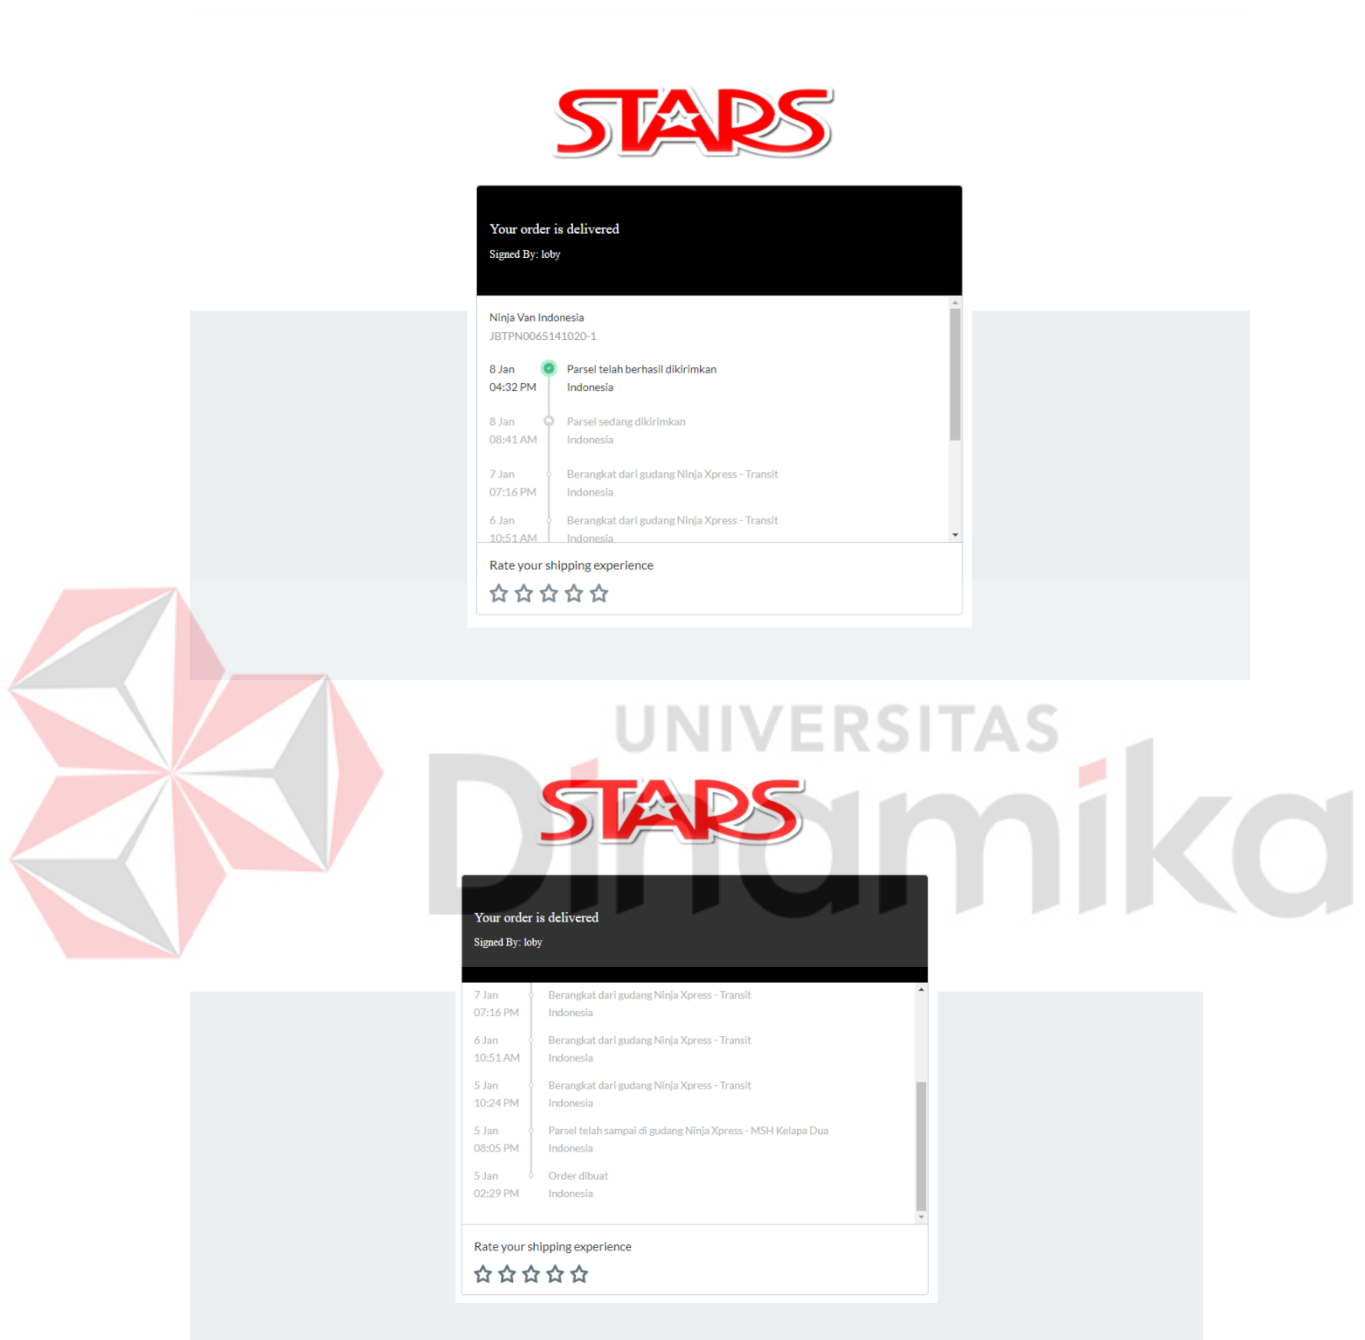 STARS
Your order is delivered
Signed By: loby
Ninja Van Indonesia
JBTPN0065141020-1
8 Jan
Parsel telah berhasil dikirimkan
04:32 PM
Indonesia
8 Jan
Parsel sedang dikirimkan
08:41 AM
Indonesia
7 Jan
Berangkat dari gudang Ninja Xpress - Transit
07:16 PM
Indonesia
6 Jan
Berangkat dari gudang Ninja Xpress - Transit
10:51 AM
Indonesia
Rate your shipping experience
UNIVERSITAS
Dinamika
STARS
Your order is delivered
Signed By: loby
7 Jan
Berangkat dari gudang Ninja Xpress - Transit
07:16 PM
Indonesia
6 Jan
Berangkat dari gudang Ninja Xpress - Transit
10:51 AM
Indonesia
5 Jan
Berangkat dari gudang Ninja Xpress - Transit
10:24 PM
Indonesia
5 Jan
Parsel telah sampai di gudang Ninja Xpress - MSH Kelapa Dua
08:05 PM
Indonesia
5 Jan
Order dibuat
02:29 PM
Indonesia
Rate your shipping experience